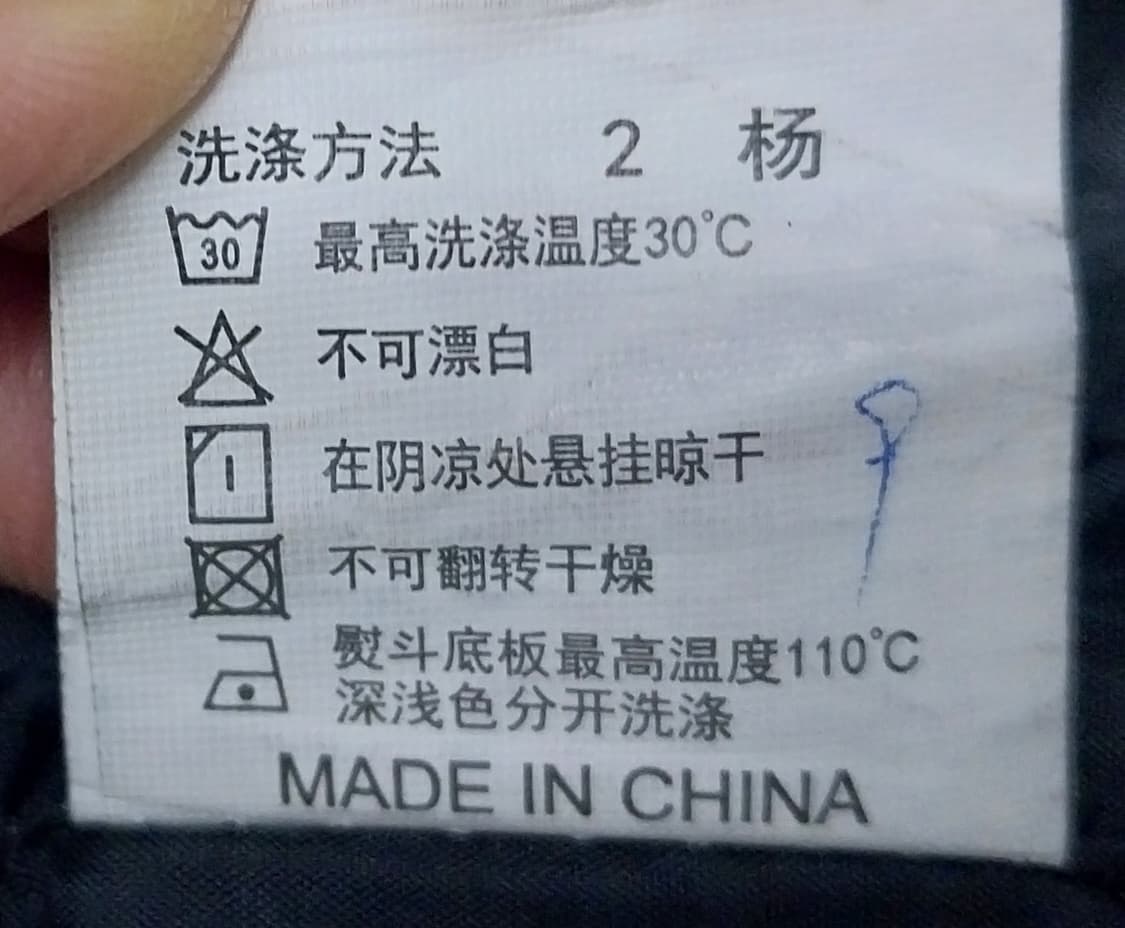 洗涤方法 2 杨
30 最高洗涤温度30℃
不可漂白
在阴凉处悬挂晾干
不可翻转干燥
熨斗底板最高温度110℃
深浅色分开洗涤
MADE IN CHINA